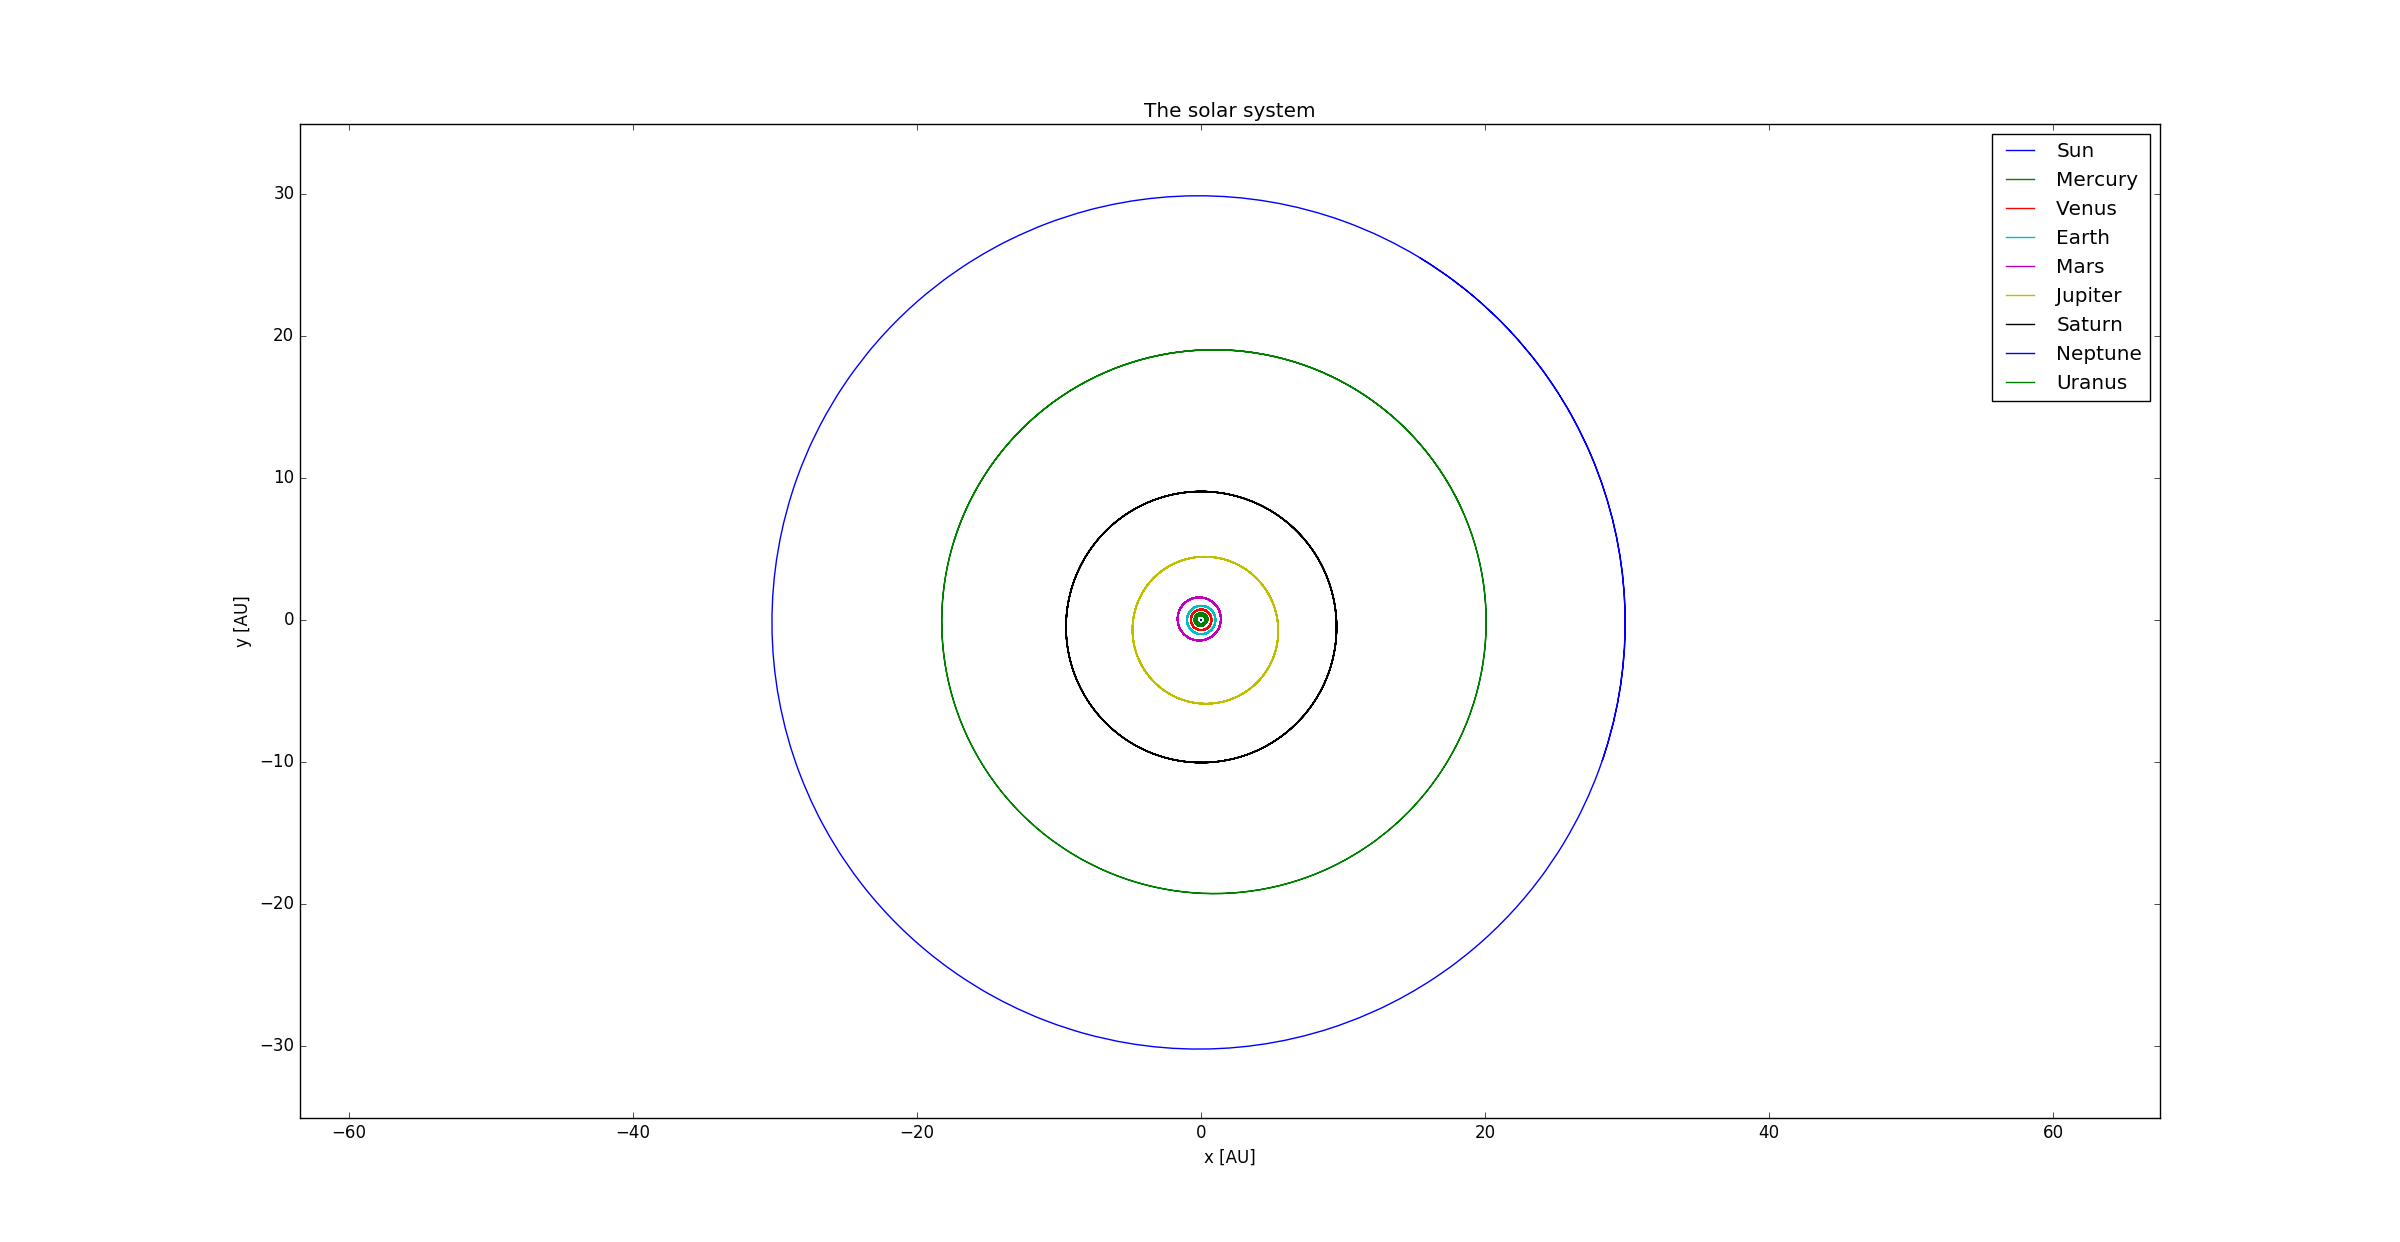 The solar system
Sun
Mercury
Venus
Earth
Mars
Jupiter
Saturn
Neptune
Uranus
30
20
10
0
−10
−20
−30
y [AU]
−60 −40 −20 0 20 40 60
x [AU]